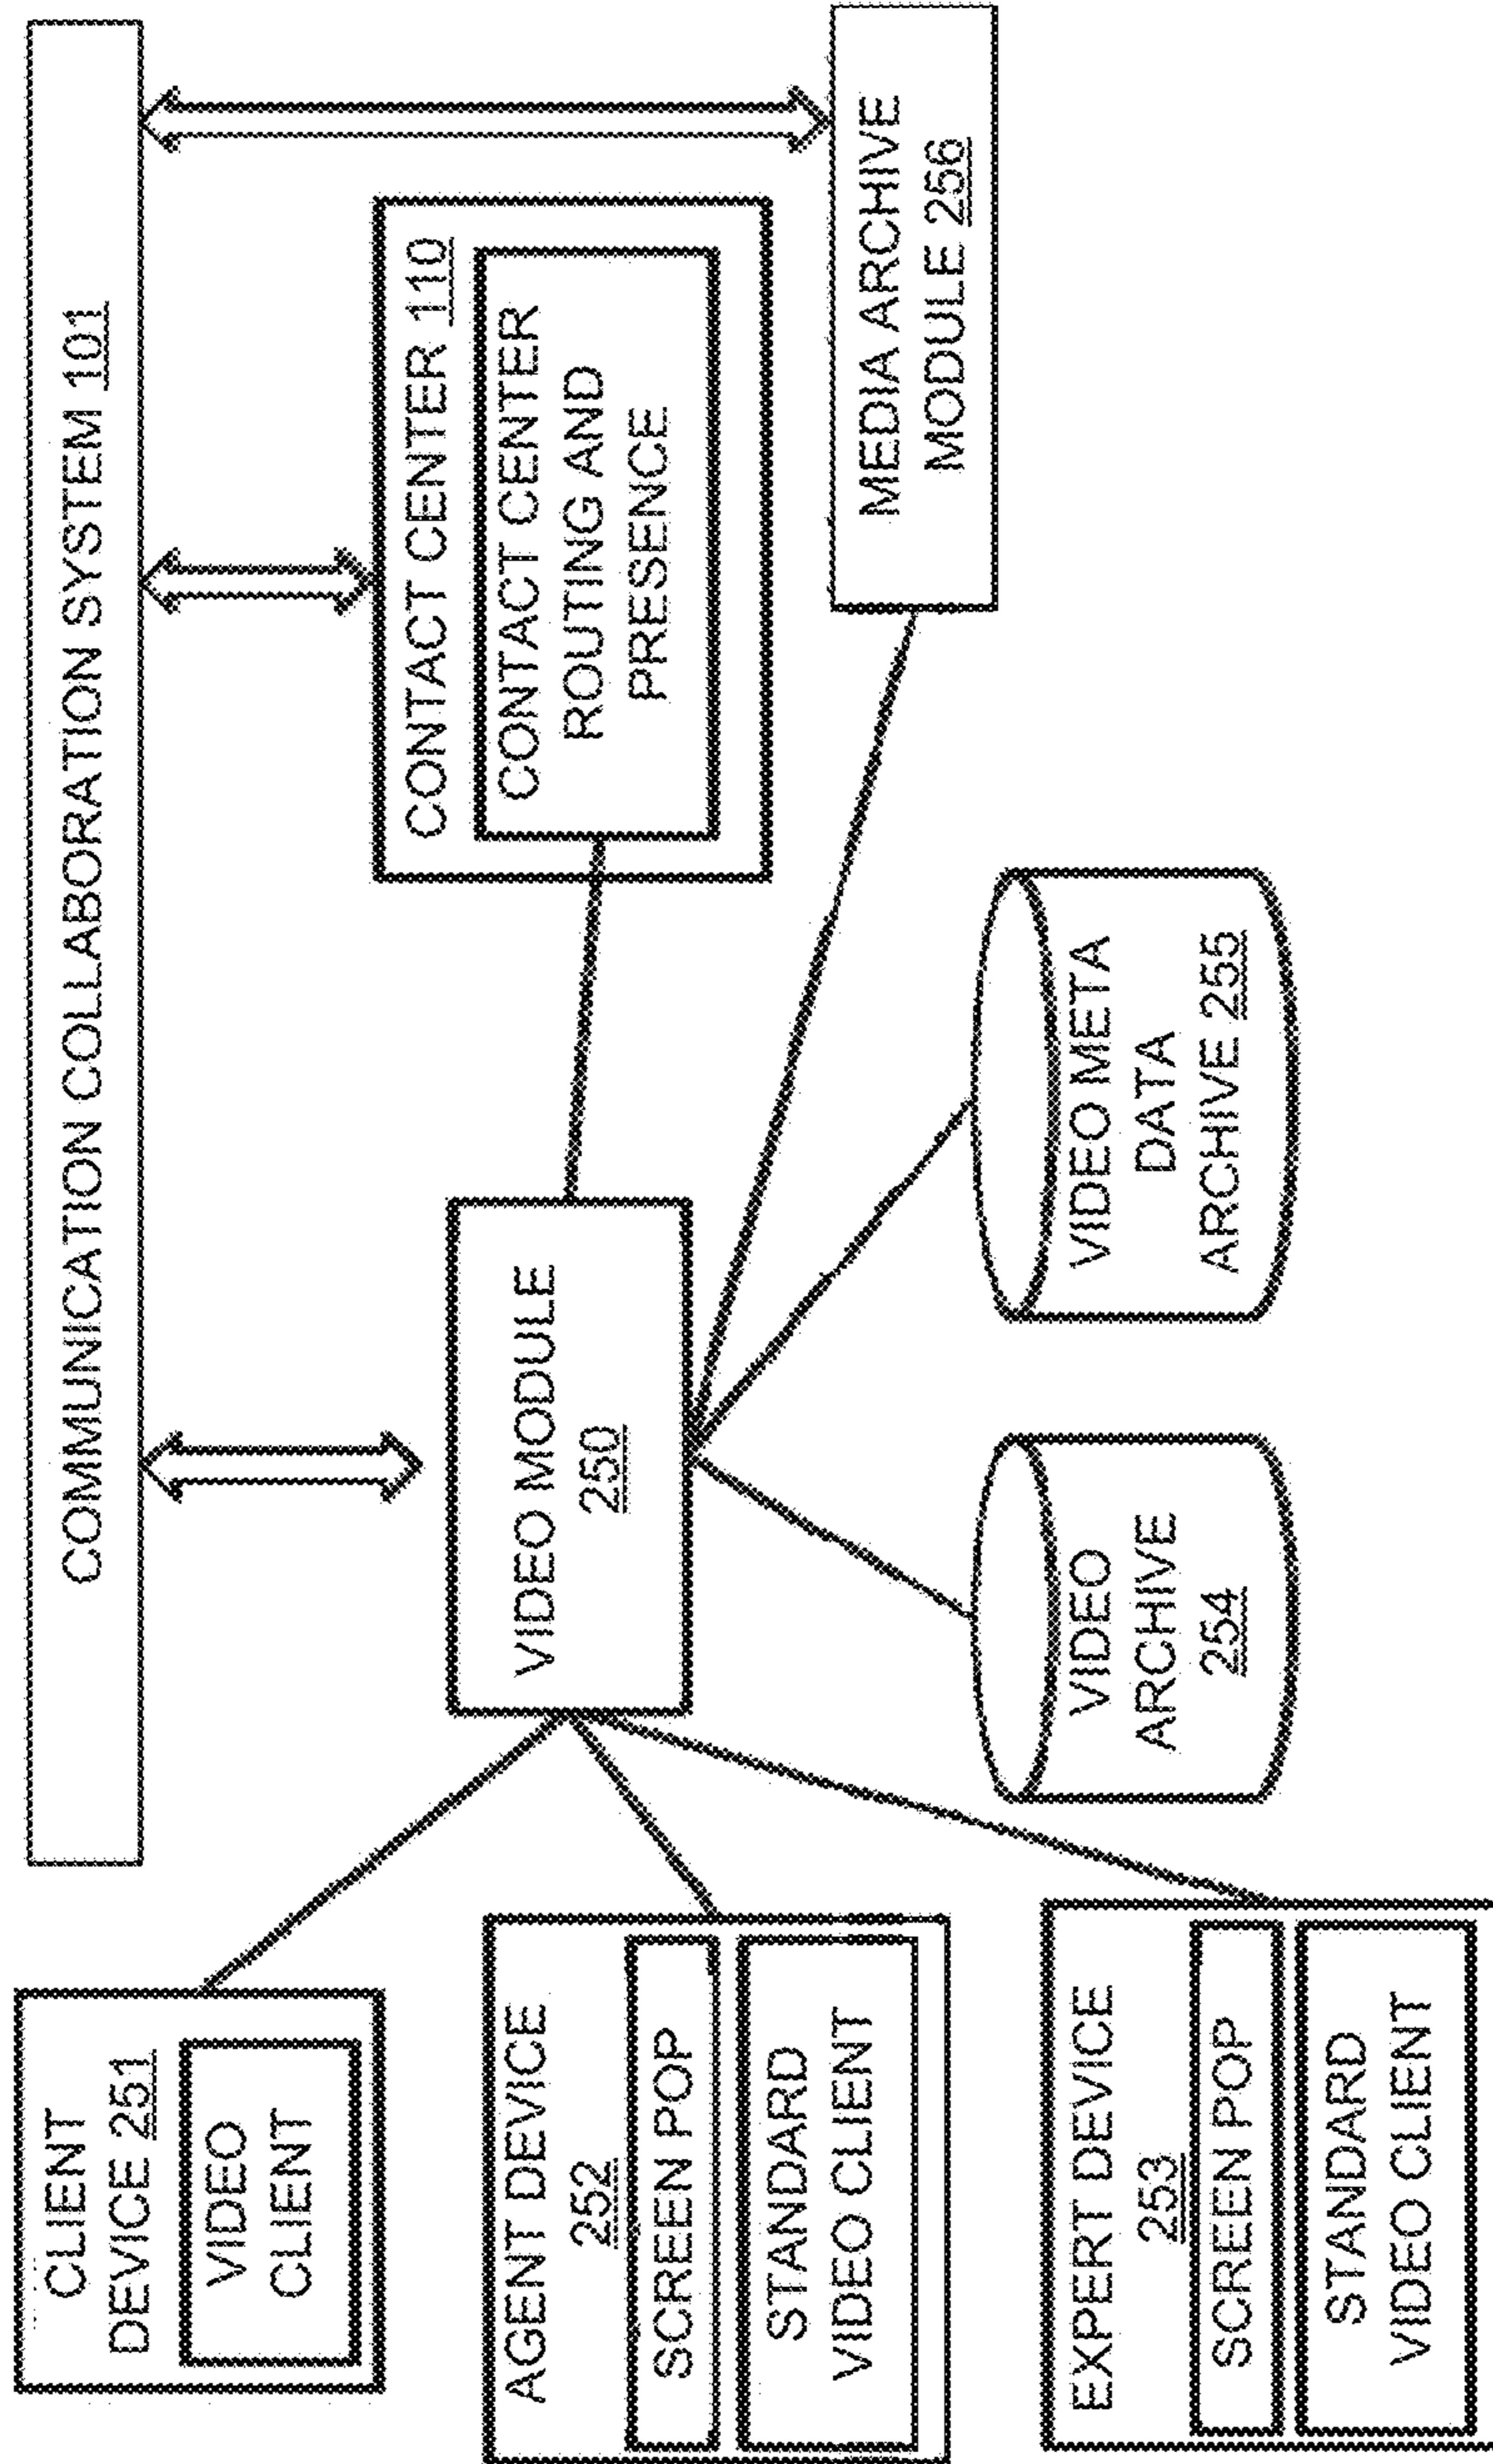 COMMUNICATION COLLABORATION SYSTEM 101
CLIENT
DEVICE 251
VIDEO
CLIENT
AGENT DEVICE
252
SCREEN POP
STANDARD
VIDEO CLIENT
EXPERT DEVICE
253
SCREEN POP
STANDARD
VIDEO CLIENT
VIDEO MODULE
250
VIDEO
ARCHIVE
254
VIDEO META
DATA
ARCHIVE 255
CONTACT CENTER 110
CONTACT CENTER
ROUTING AND
PRESENCE
MEDIA ARCHIVE
MODULE 256